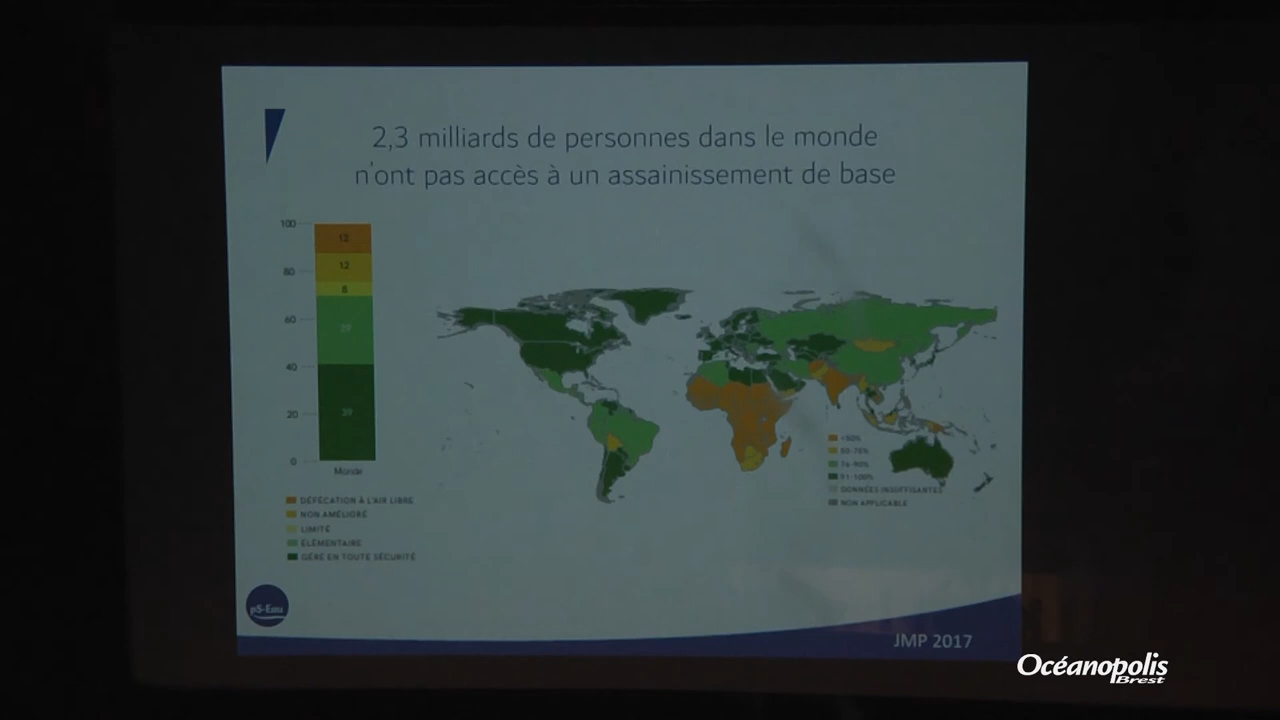 2,3 milliards de personnes dans le monde
n'ont pas accès à un assainissement de base
100
80
60
40
20
0
12
12
8
29
39
Monde
DÉFÉCATION À L'AIR LIBRE
NON AMÉLIORÉ
LIMITÉ
ÉLÉMENTAIRE
GÉRÉ EN TOUTE SÉCURITÉ
<50%
50-75%
76-90%
91-100%
DONNÉES INSUFFISANTES
NON APPLICABLE
pS-Eau
JMP 2017
Océanopolis
Brest